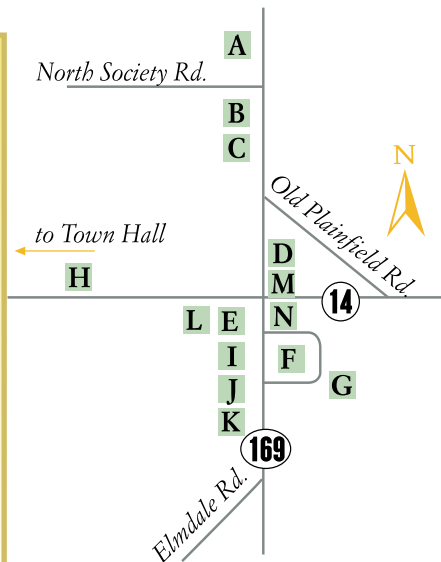 A
North Society Rd.
B
C
N
Old Plainfield Rd.
to Town Hall
D
H
M
14
L E N
I F
J G
K
169
Elmdale Rd.